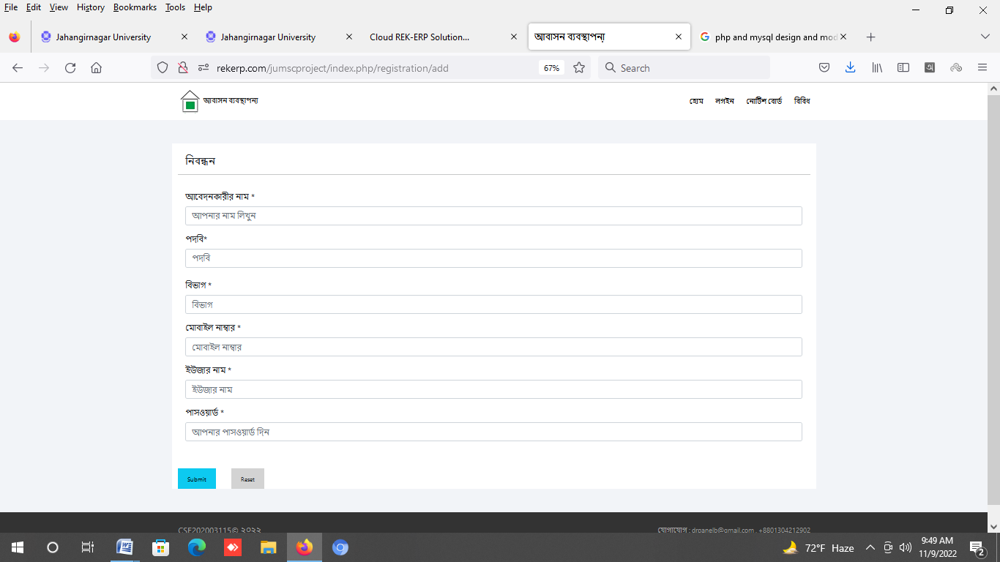 File Edit View History Bookmarks Tools Help
Jahangirnagar University Jahangirnagar University Cloud REK-ERP Solution... আবাসন ব্যবস্থাপনা php and mysql design and mod
rekerp.com/jumscproject/index.php/registration/add 67% Search
আবাসন ব্যবস্থাপনা হোম লগইন নোটিশ বোর্ড বিবিধ
নিবন্ধন
আবেদনকারীর নাম *
আপনার নাম লিখুন
পদবি*
পদবি
বিভাগ *
বিভাগ
মোবাইল নাম্বার *
মোবাইল নাম্বার
ইউজার নাম *
ইউজার নাম
পাসওয়ার্ড *
আপনার পাসওয়ার্ড দিন
Submit Reset
CSE202003115© ২০২২ যোগাযোগ : drpanelb@gmail.com , +8801304212902
72°F Haze 9:49 AM
11/9/2022 2